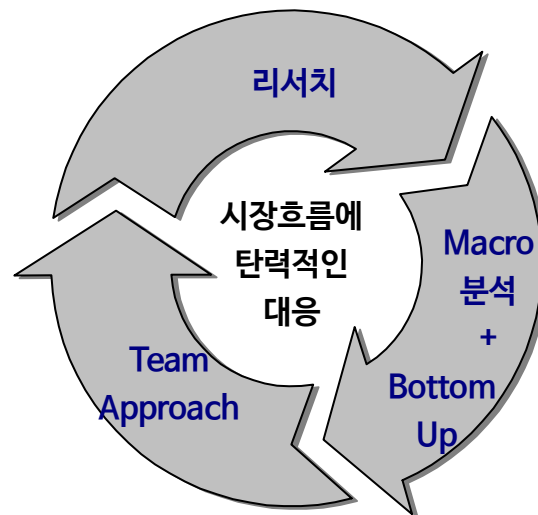 리서치
시장흐름에
탄력적인
대응
Macro
분석
+
Bottom
Up
Team
Approach